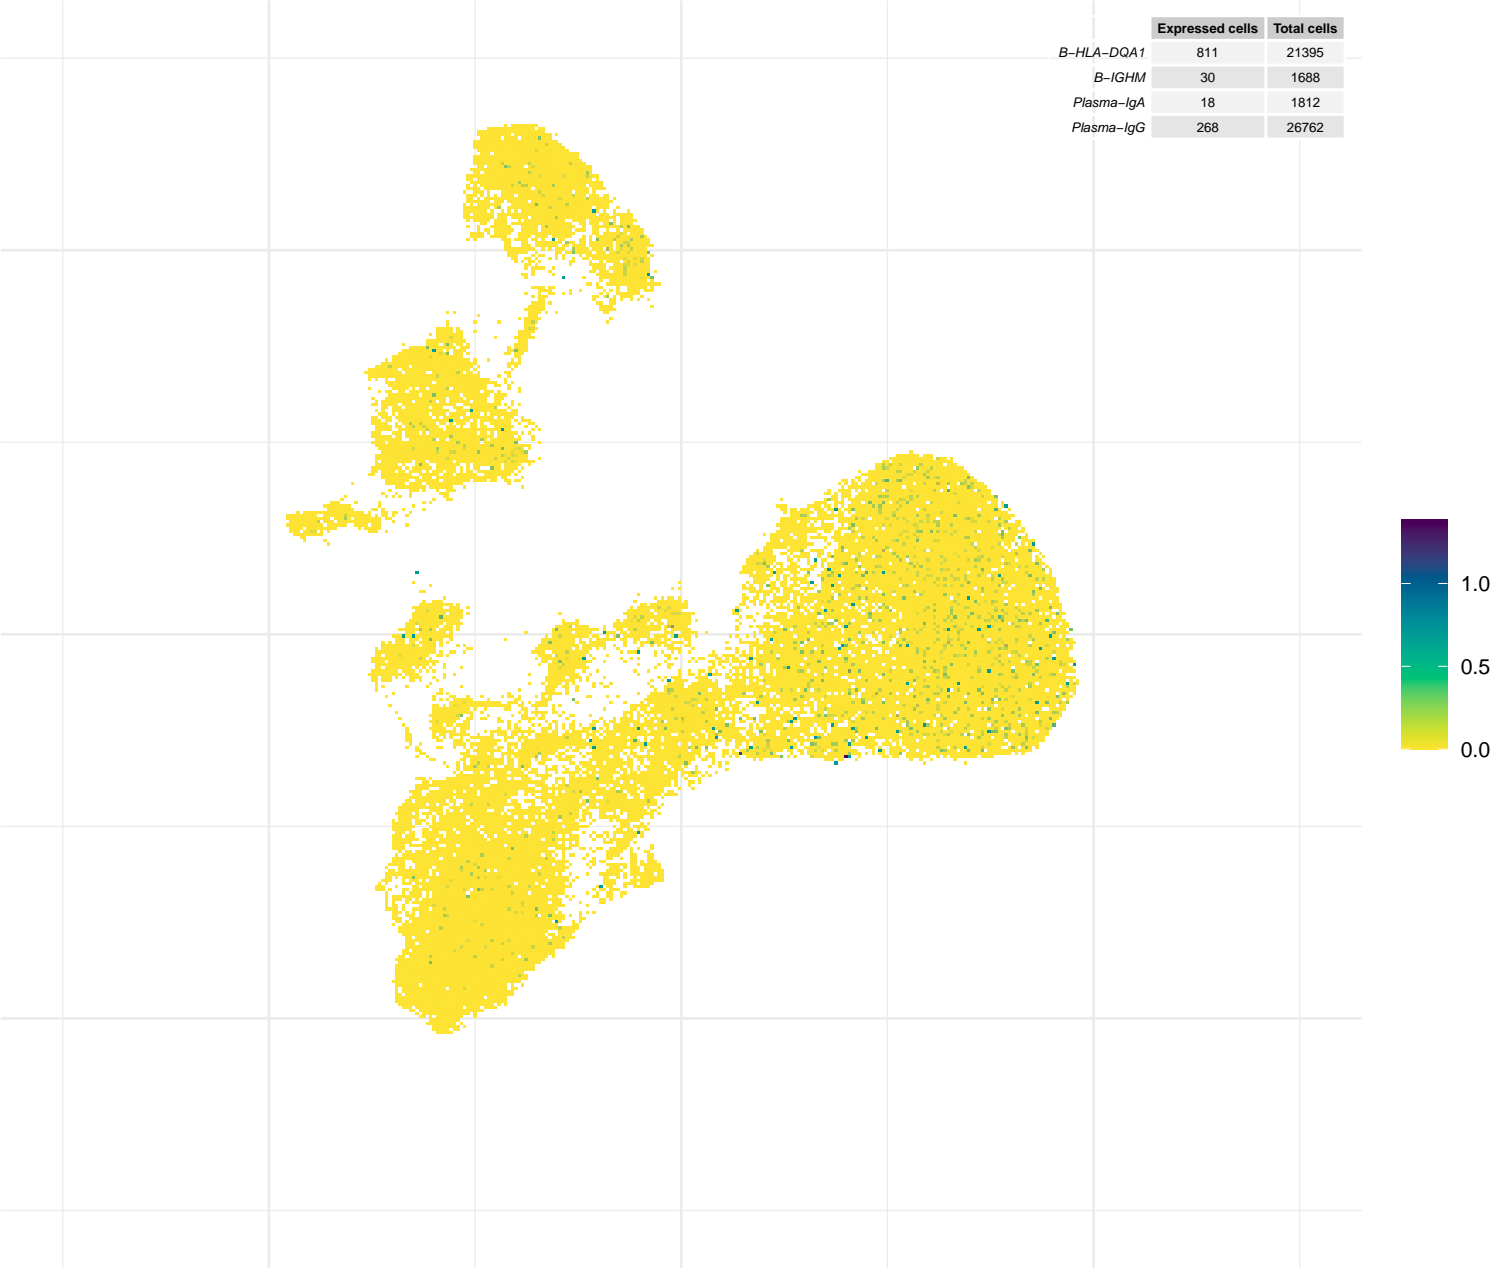 Expressed cells Total cells
B-HLA-DQA1 811 21395
B-IGHM 30 1688
Plasma-IgA 18 1812
Plasma-IgG 268 26762
1.0
0.5
0.0